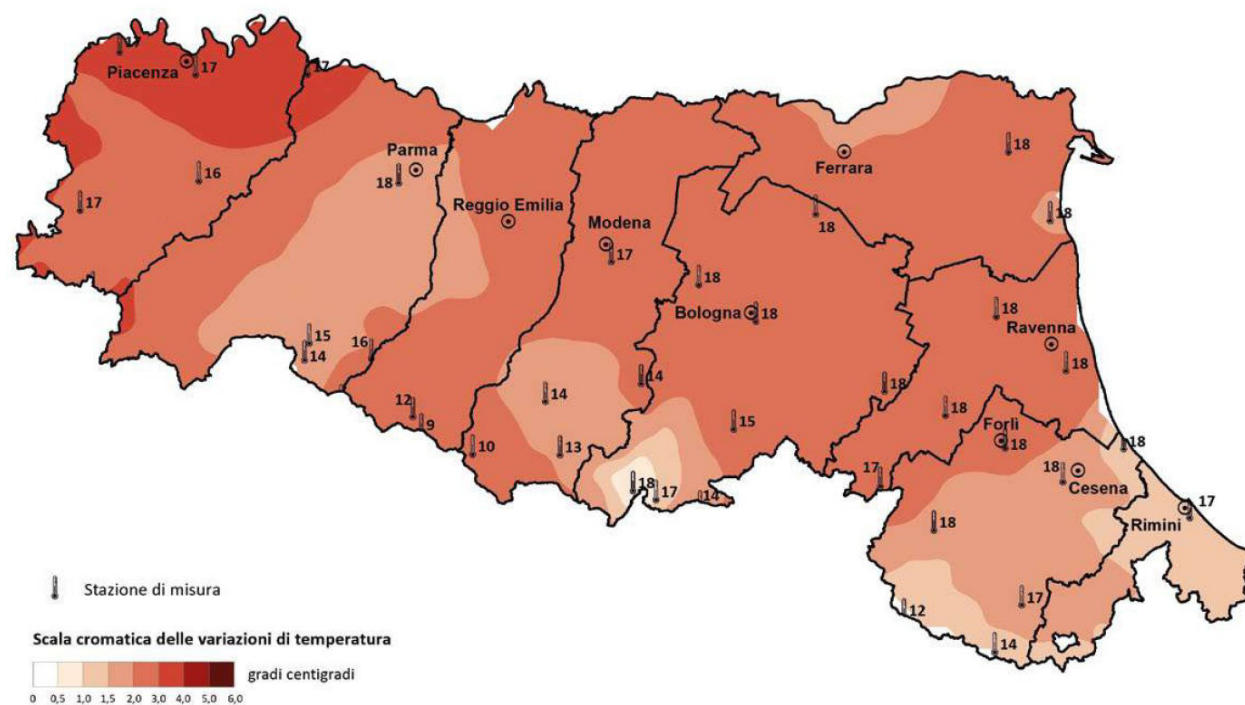 17
Piacenza
17
17
Parma
18
Ferrara
18
16
17
Reggio Emilia
18
18
Modena
17
18
Bologna
18
18
Ravenna
15
14
16
18
14
14
18
12
9
15
18
Forlì
18
18
10
13
17
18
Cesena
18
17
14
17
Rimini
18
12
17
14
Stazione di misura
Scala cromatica delle variazioni di temperatura
gradi centigradi
0 0,5 1,0 1,5 2,0 3,0 4,0 5,0 6,0